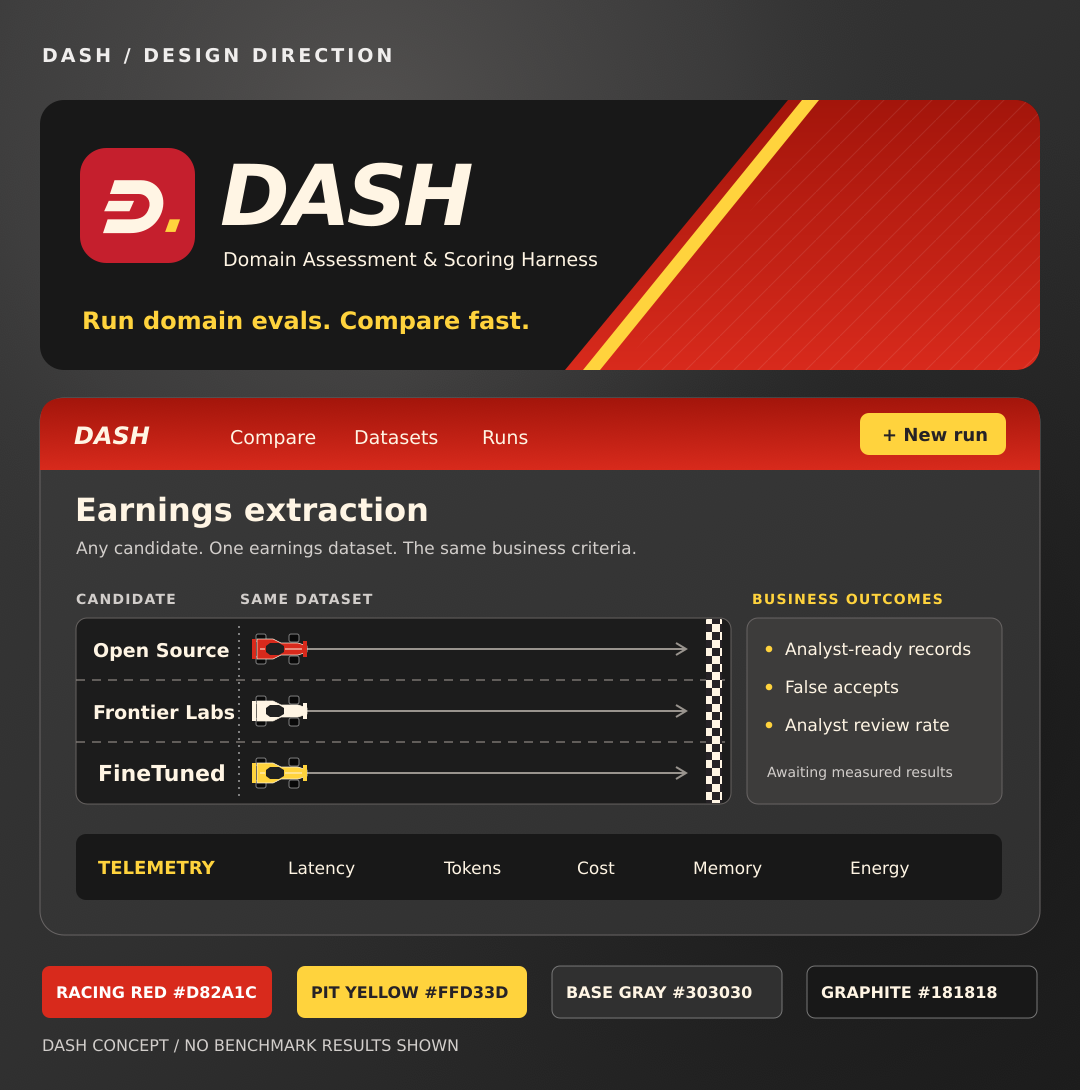 DASH / DESIGN DIRECTION
D.
DASH
Domain Assessment & Scoring Harness
Run domain evals. Compare fast.
DASH Compare Datasets Runs + New run
Earnings extraction
Any candidate. One earnings dataset. The same business criteria.
CANDIDATE SAME DATASET BUSINESS OUTCOMES
Open Source
Frontier Labs
FineTuned
• Analyst-ready records
• False accepts
• Analyst review rate
Awaiting measured results
TELEMETRY Latency Tokens Cost Memory Energy
RACING RED #D82A1C PIT YELLOW #FFD33D BASE GRAY #303030 GRAPHITE #181818
DASH CONCEPT / NO BENCHMARK RESULTS SHOWN